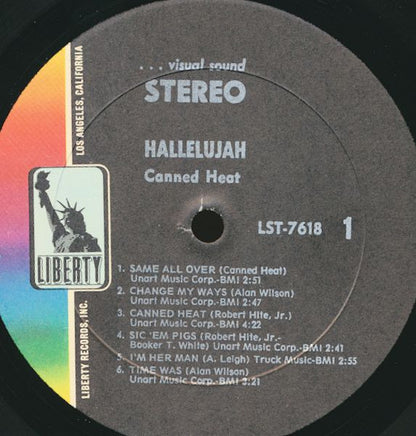 ... visual sound
STEREO
HALLELUJAH
Canned Heat
LST-7618 1
1. SAME ALL OVER (Canned Heat)
Unart Music Corp.-BMI 2:51
2. CHANGE MY WAYS (Alan Wilson)
Unart Music Corp.-BMI 2:47
3. CANNED HEAT (Robert Hite, Jr.)
Unart Music Corp.-BMI 4:22
4. SIC 'EM PIGS (Robert Hite, Jr.-
Booker T. White) Unart Music Corp.-BMI 2:41
5. I'M HER MAN (A. Leigh) Truck Music-BMI 2:55
6. TIME WAS (Alan Wilson)
Unart Music Corp.-BMI 3:21
LIBERTY
LIBERTY RECORDS, INC.
LOS ANGELES, CALIFORNIA